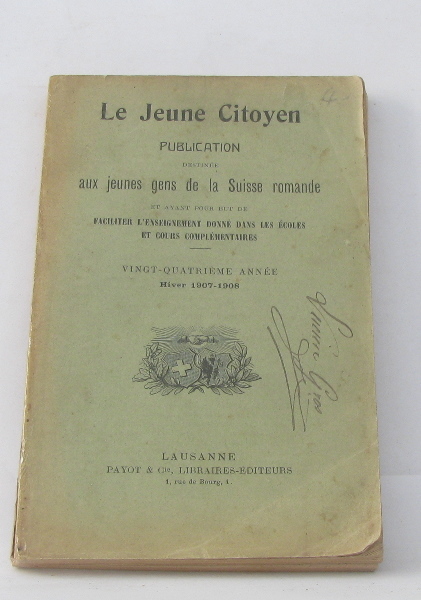 4
Le Jeune Citoyen
PUBLICATION
DESTINÉE
aux jeunes gens de la Suisse romande
ET AYANT POUR BUT DE
FACILITER L'ENSEIGNEMENT DONNÉ DANS LES ÉCOLES
ET COURS COMPLÉMENTAIRES
VINGT-QUATRIÈME ANNÉE
Hiver 1907-1908
LAUSANNE
PAYOT & Cie, LIBRAIRES-ÉDITEURS
1, rue de Bourg, 1.